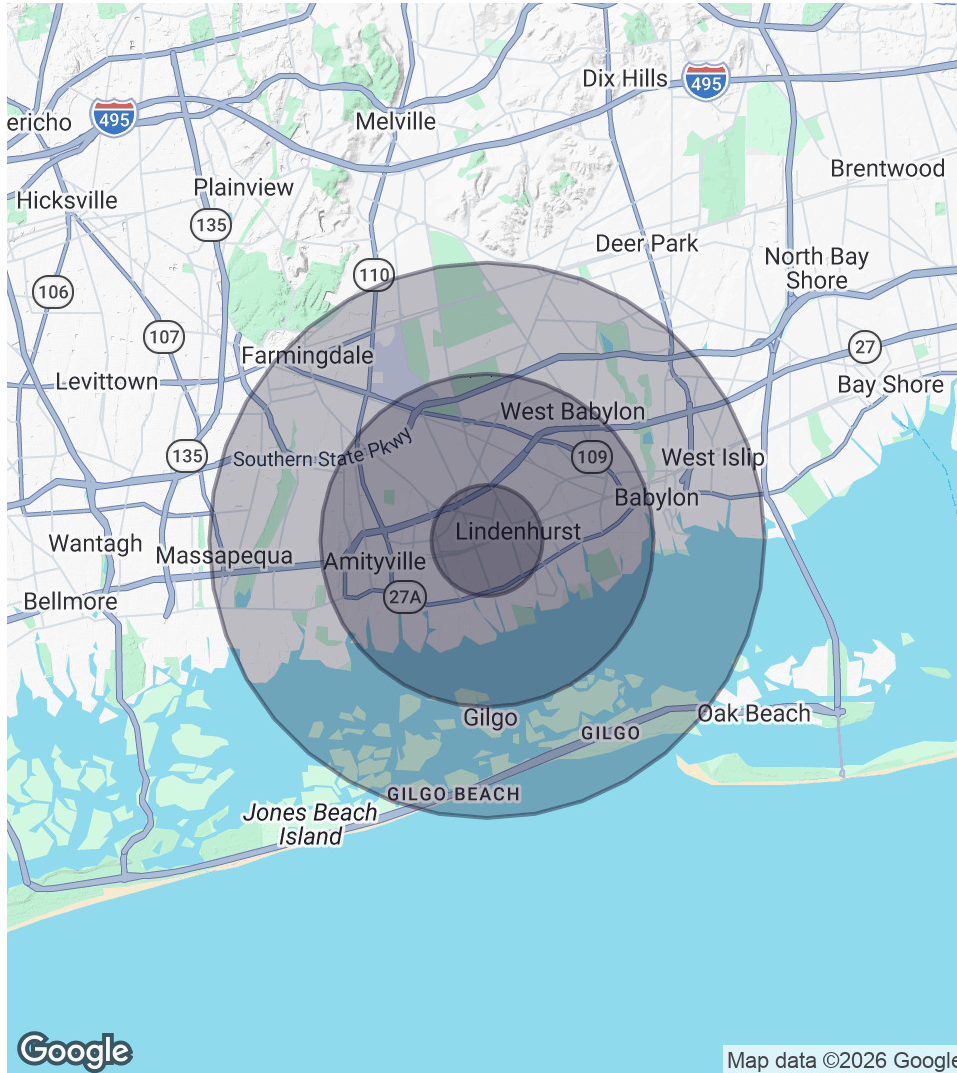 Dix Hills
495
495
ericho
Melville
Brentwood
Plainview
Hicksville
135
Deer Park
North Bay
Shore
110
106
107
27
Farmingdale
Levittown
Bay Shore
West Babylon
Southern State Pkwy
135
109
West Islip
Babylon
Lindenhurst
Wantagh
Massapequa
Amityville
27A
Bellmore
Gilgo
Oak Beach
GILGO
GILGO BEACH
Jones Beach
Island
Google
Map data ©2026 Google